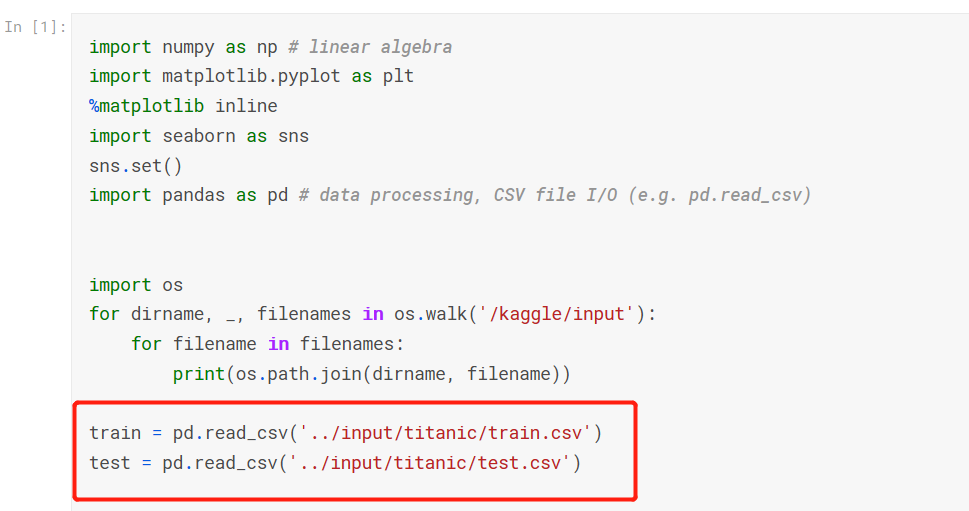 In [1]:
import numpy as np # linear algebra
import matplotlib.pyplot as plt
%matplotlib inline
import seaborn as sns
sns.set()
import pandas as pd # data processing, CSV file I/O (e.g. pd.read_csv)
import os
for dirname, _, filenames in os.walk('/kaggle/input'):
    for filename in filenames:
        print(os.path.join(dirname, filename))
train = pd.read_csv('../input/titanic/train.csv')
test = pd.read_csv('../input/titanic/test.csv')